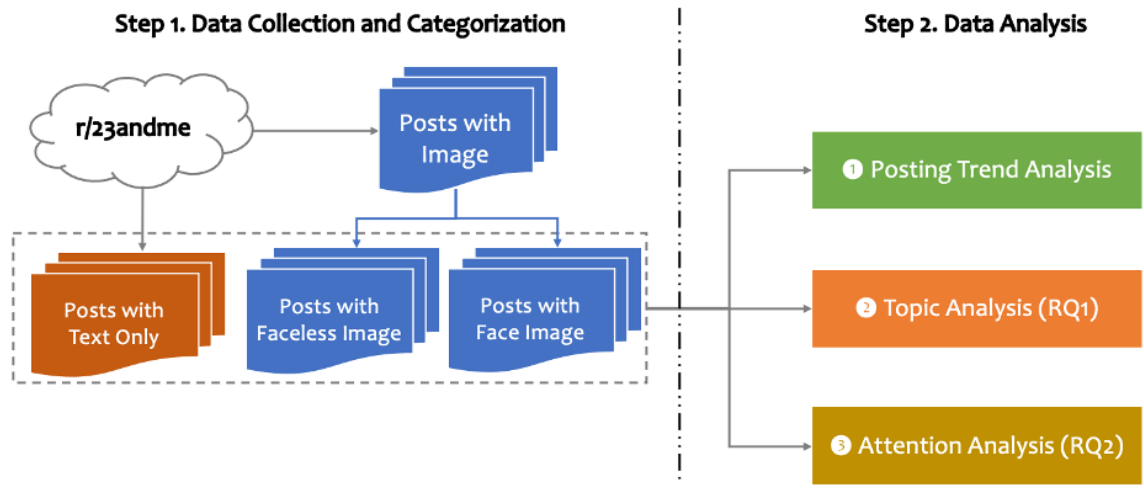 Step 1. Data Collection and Categorization
Step 2. Data Analysis
r/23andme
Posts with
Image
Posts with
Text Only
Posts with
Faceless Image
Posts with
Face Image
❶ Posting Trend Analysis
❷ Topic Analysis (RQ1)
❸ Attention Analysis (RQ2)